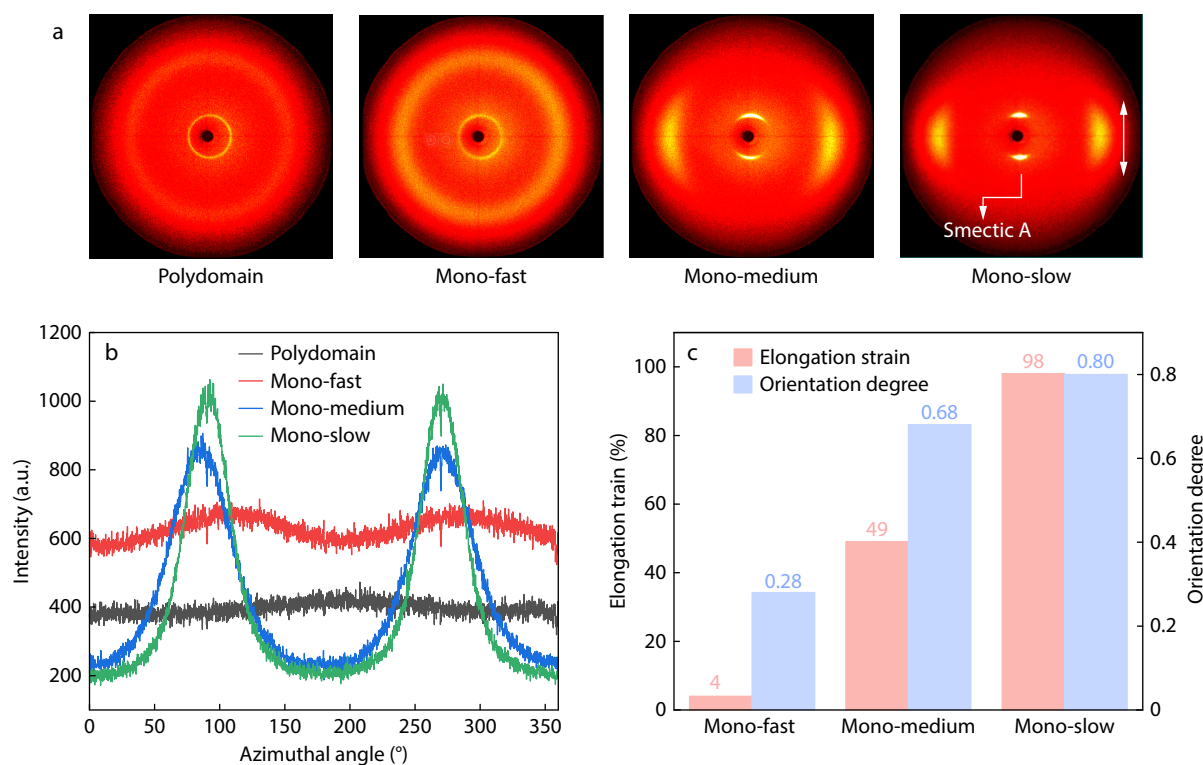 a
Smectic A
Polydomain
Mono-fast
Mono-medium
Mono-slow
b
Polydomain
Mono-fast
Mono-medium
Mono-slow
1200
1000
800
600
400
200
Intensity (a.u.)
0
50
100
150
200
250
300
350
Azimuthal angle (°)
c
Elongation strain
Orientation degree
100
80
60
40
20
0
Elongation train (%)
4
0.28
49
0.68
98
0.80
0.8
0.6
0.4
0.2
0
Orientation degree
Mono-fast
Mono-medium
Mono-slow